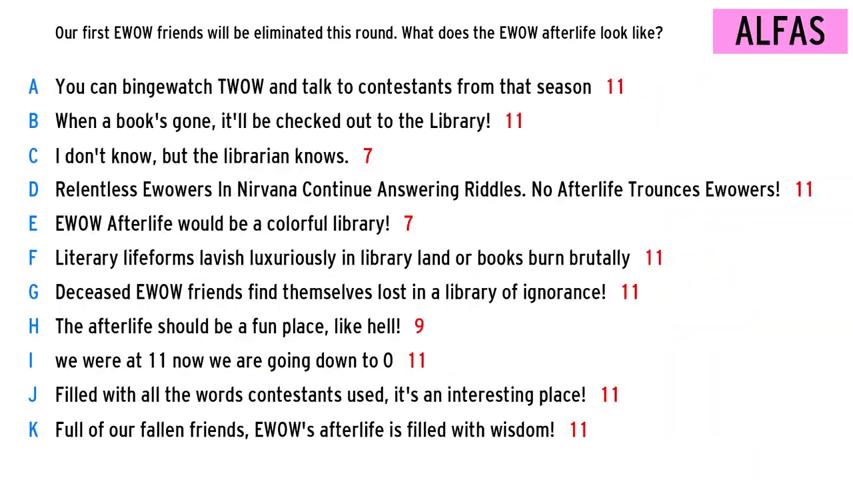 Our first EWOW friends will be eliminated this round. What does the EWOW afterlife look like?
ALFAS
A You can bingewatch TWOW and talk to contestants from that season 11
B When a book's gone, it'll be checked out to the Library! 11
C I don't know, but the librarian knows. 7
D Relentless Ewowers In Nirvana Continue Answering Riddles. No Afterlife Trounces Ewowers! 11
E EWOW Afterlife would be a colorful library! 7
F Literary lifeforms lavish luxuriously in library land or books burn brutally 11
G Deceased EWOW friends find themselves lost in a library of ignorance! 11
H The afterlife should be a fun place, like hell! 9
I we were at 11 now we are going down to 0 11
J Filled with all the words contestants used, it's an interesting place! 11
K Full of our fallen friends, EWOW's afterlife is filled with wisdom! 11